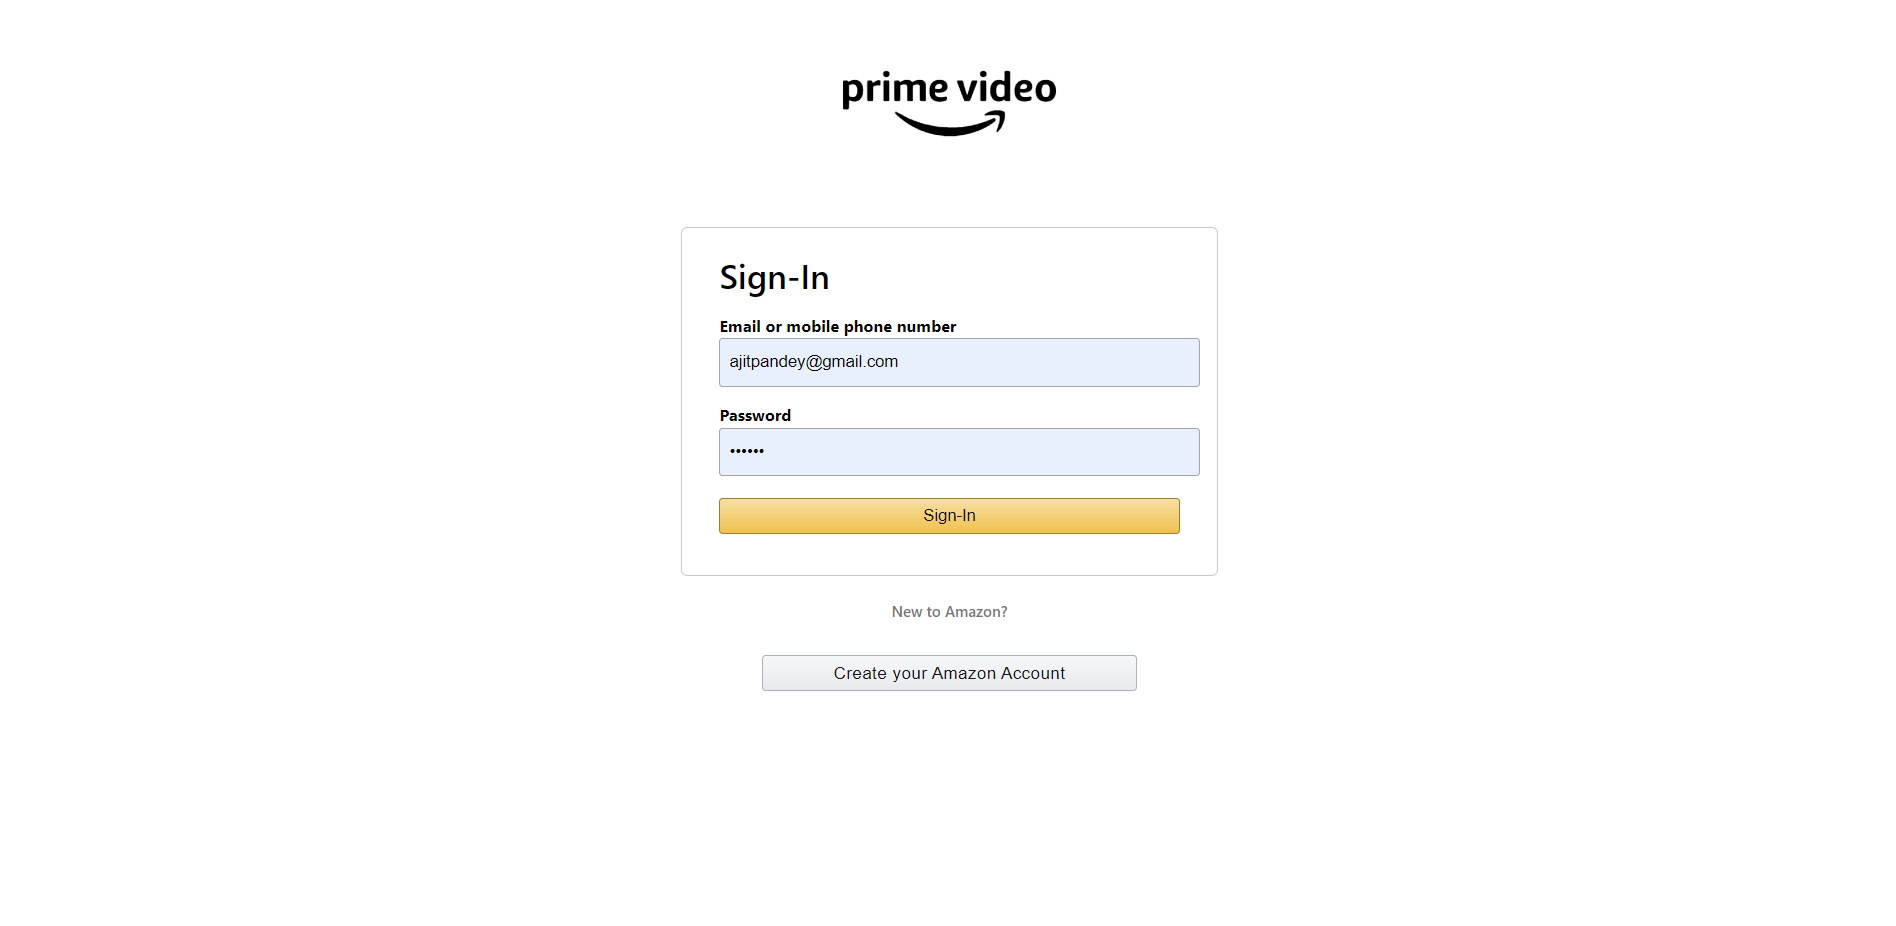 prime video
Sign-In
Email or mobile phone number
ajitpandey@gmail.com
Password
••••••
Sign-In
New to Amazon?
Create your Amazon Account